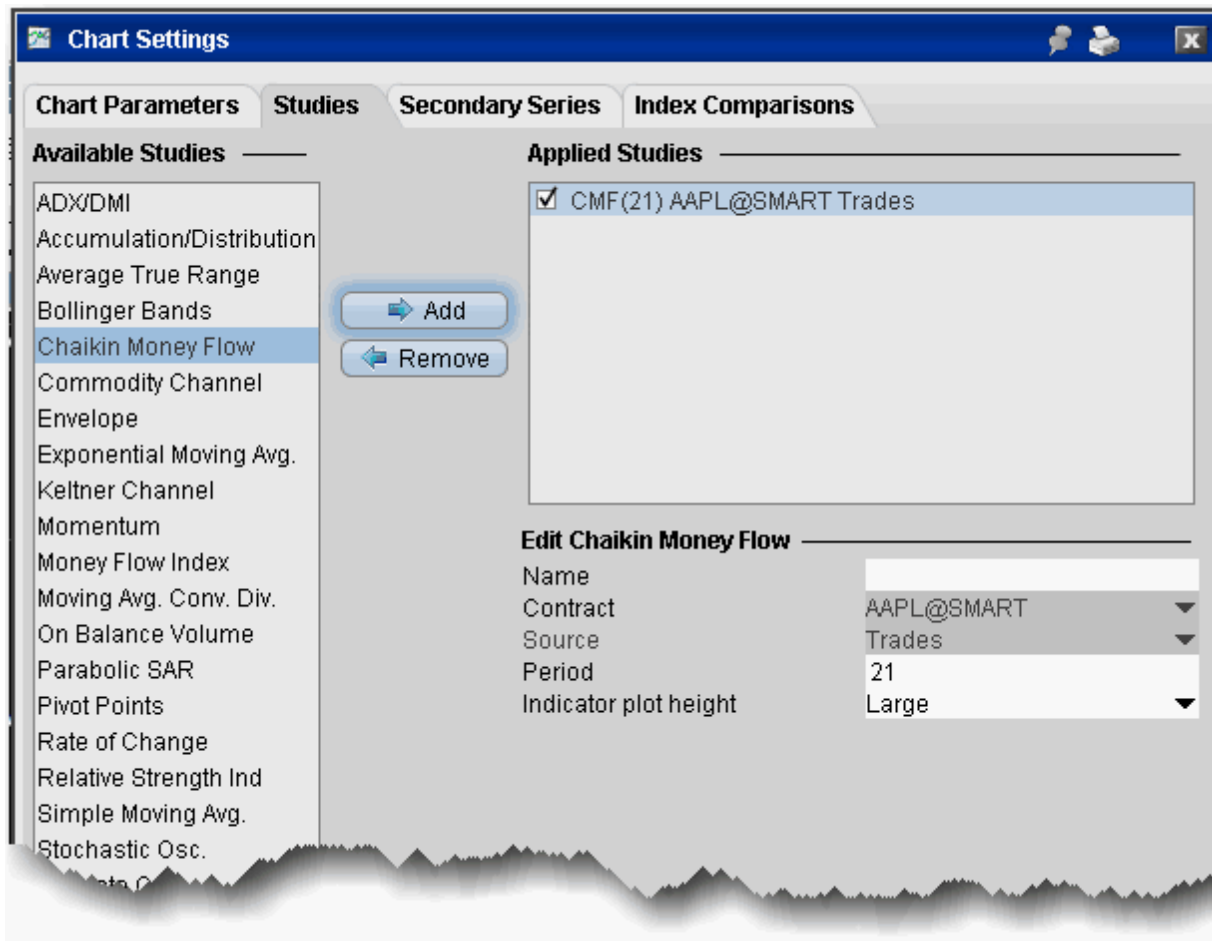 Chart Settings
Chart Parameters Studies Secondary Series Index Comparisons
Available Studies
ADX/DMI
Accumulation/Distribution
Average True Range
Bollinger Bands
Chaikin Money Flow
Commodity Channel
Envelope
Exponential Moving Avg.
Keltner Channel
Momentum
Money Flow Index
Moving Avg. Conv. Div.
On Balance Volume
Parabolic SAR
Pivot Points
Rate of Change
Relative Strength Ind
Simple Moving Avg.
Stochastic Osc.
Add
Remove
Applied Studies
CMF(21) AAPL@SMART Trades
Edit Chaikin Money Flow
Name
Contract AAPL@SMART
Source Trades
Period 21
Indicator plot height Large